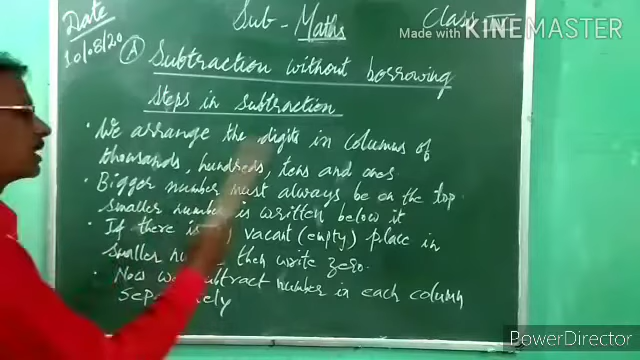 Date
10/08/20
Sub-Maths
Class
Made with KINEMASTER
(A) Subtraction without borrowing
Steps in subtraction
• We arrange the digits in columns of
thousands, hundreds, tens and ones.
• Bigger number must always be on the top
smaller number is written below it
• If there is vacant (empty) place in
smaller then write zero.
• Now we subtract number in each column
PowerDirector